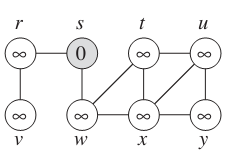 r s t u
∞ 0 ∞ ∞
∞ ∞ ∞ ∞
v w x y